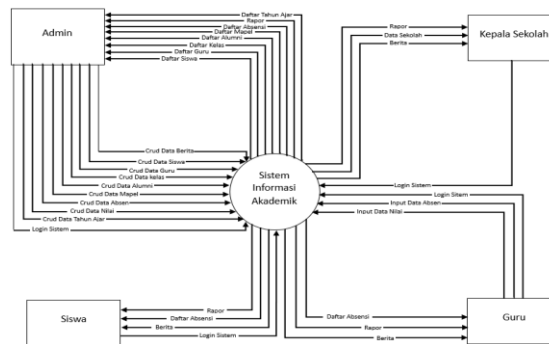 Daftar Tahun Ajar
Rapor
Daftar Absensi
Daftar Mapel
Daftar Alumni
Daftar Kelas
Daftar Guru
Daftar Siswa
Admin
Rapor
Data Sekolah
Berita
Kepala Sekolah
Crud Data Berita
Crud Data Siswa
Crud Data Guru
Crud Data kelas
Crud Data Alumni
Crud Data Mapel
Crud Data Absen
Crud Data Nilai
Crud Data Tahun Ajar
Login Sistem
Sistem
Informasi
Akademik
Login Sistem
Login Sitem
Input Data Absen
Input Data Nilai
Siswa
Rapor
Daftar Absensi
Berita
Login Sistem
Daftar Absensi
Rapor
Berita
Guru